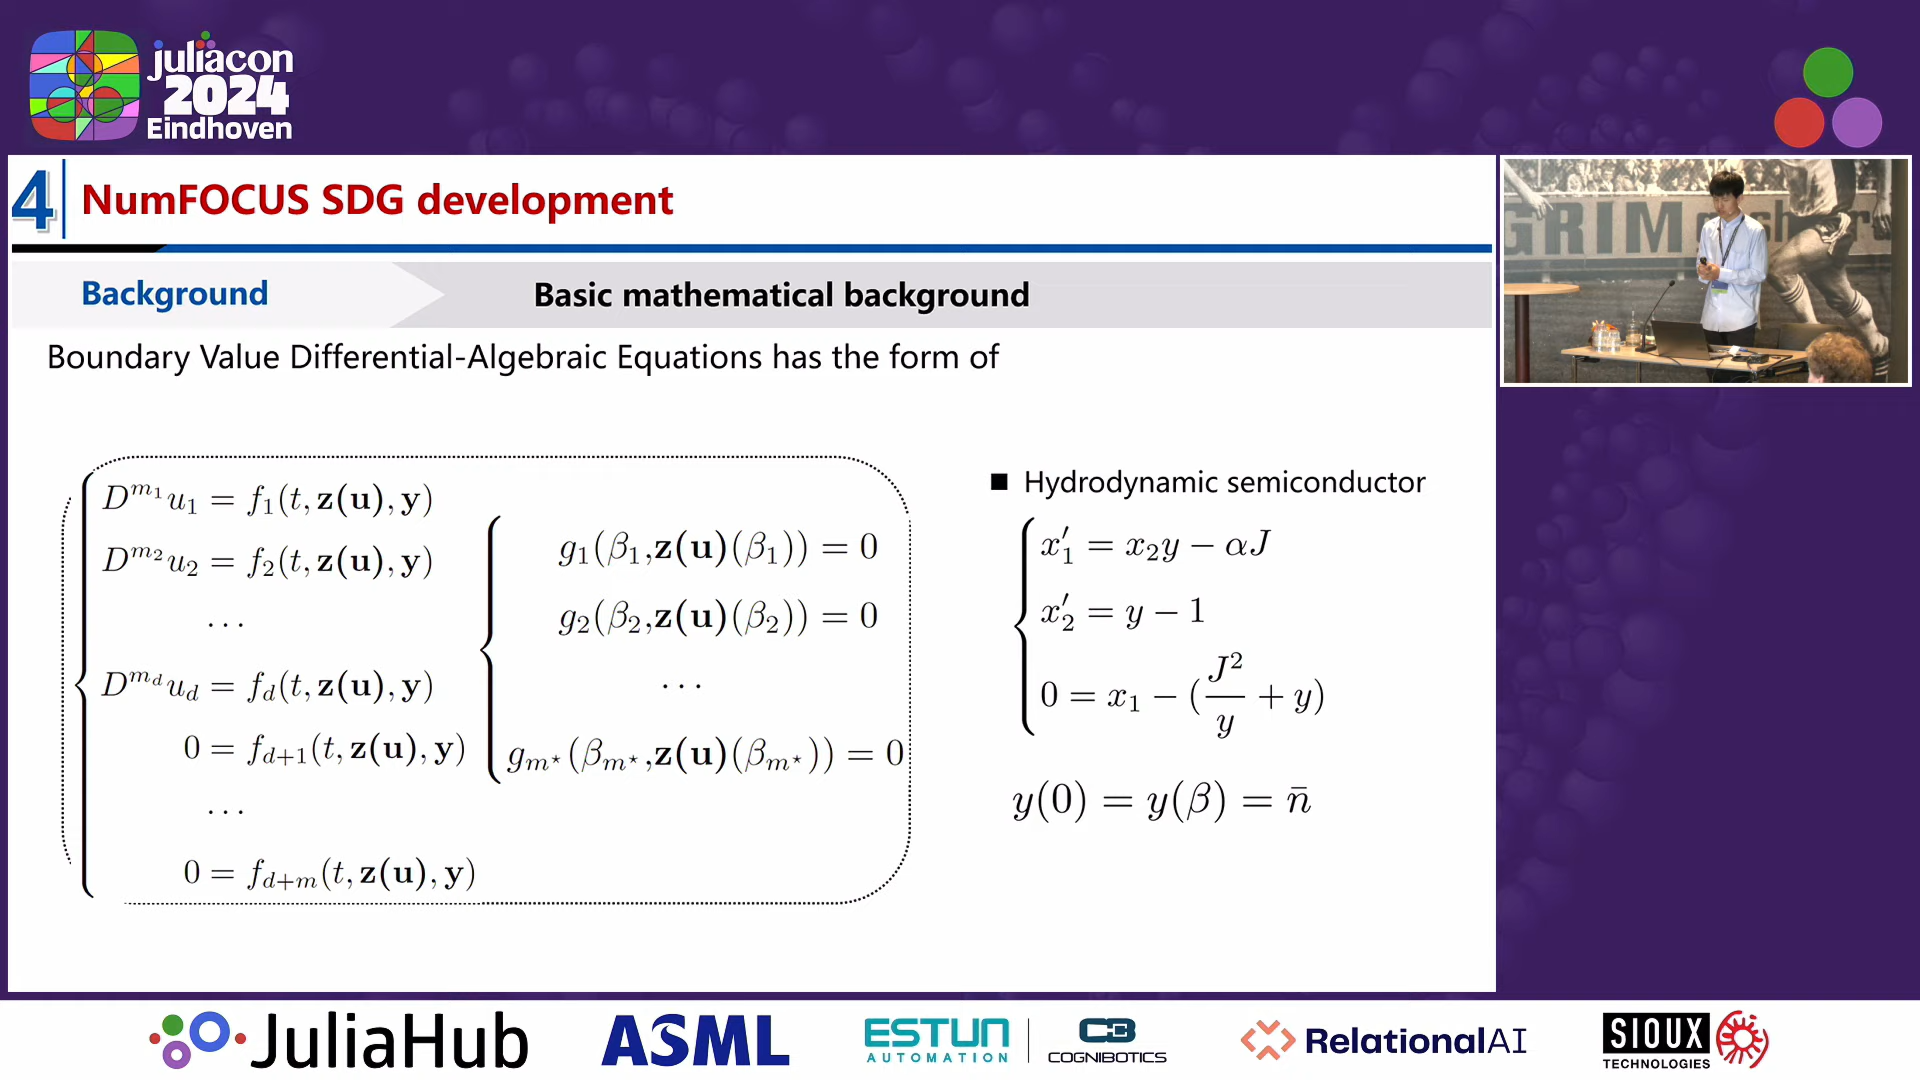 juliacon
2024
Eindhoven
4
NumFOCUS SDG development
Background
Basic mathematical background
Boundary Value Differential-Algebraic Equations has the form of
D^{m_1}u_1 = f_1(t, z(u), y)
D^{m_2}u_2 = f_2(t, z(u), y)
...
D^{m_d}u_d = f_d(t, z(u), y)
0 = f_{d+1}(t, z(u), y)
...
0 = f_{d+m}(t, z(u), y)
g_1(β_1,z(u)(β_1)) = 0
g_2(β_2,z(u)(β_2)) = 0
...
g_{m⋆}(β_{m⋆},z(u)(β_{m⋆})) = 0
■ Hydrodynamic semiconductor
x′_1 = x_2y − αJ
x′_2 = y − 1
0 = x_1 − (J²/y + y)
y(0) = y(β) = n̄
GRIM
JuliaHub
ASML
ESTUN
AUTOMATION
COGNIBOTICS
RelationalAI
SIOUX
TECHNOLOGIES